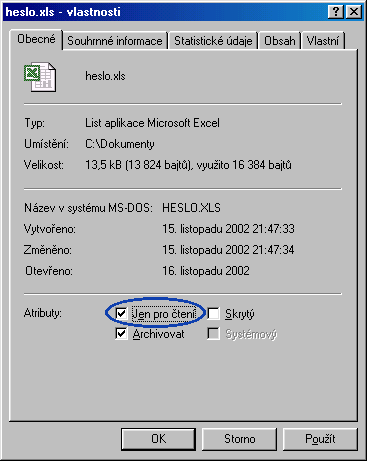 heslo.xls - vlastnosti
Obecné Souhrnné informace Statistické údaje Obsah Vlastní
heslo.xls
Typ: List aplikace Microsoft Excel
Umístění: C:\Dokumenty
Velikost: 13,5 kB (13 824 bajtů), využito 16 384 bajtů
Název v systému MS-DOS: HESLO.XLS
Vytvořeno: 15. listopadu 2002 21:47:33
Změněno: 15. listopadu 2002 21:47:34
Otevřeno: 16. listopadu 2002
Atributy: Jen pro čtení Skrytý
Archivovat Systémový
OK Storno Použít